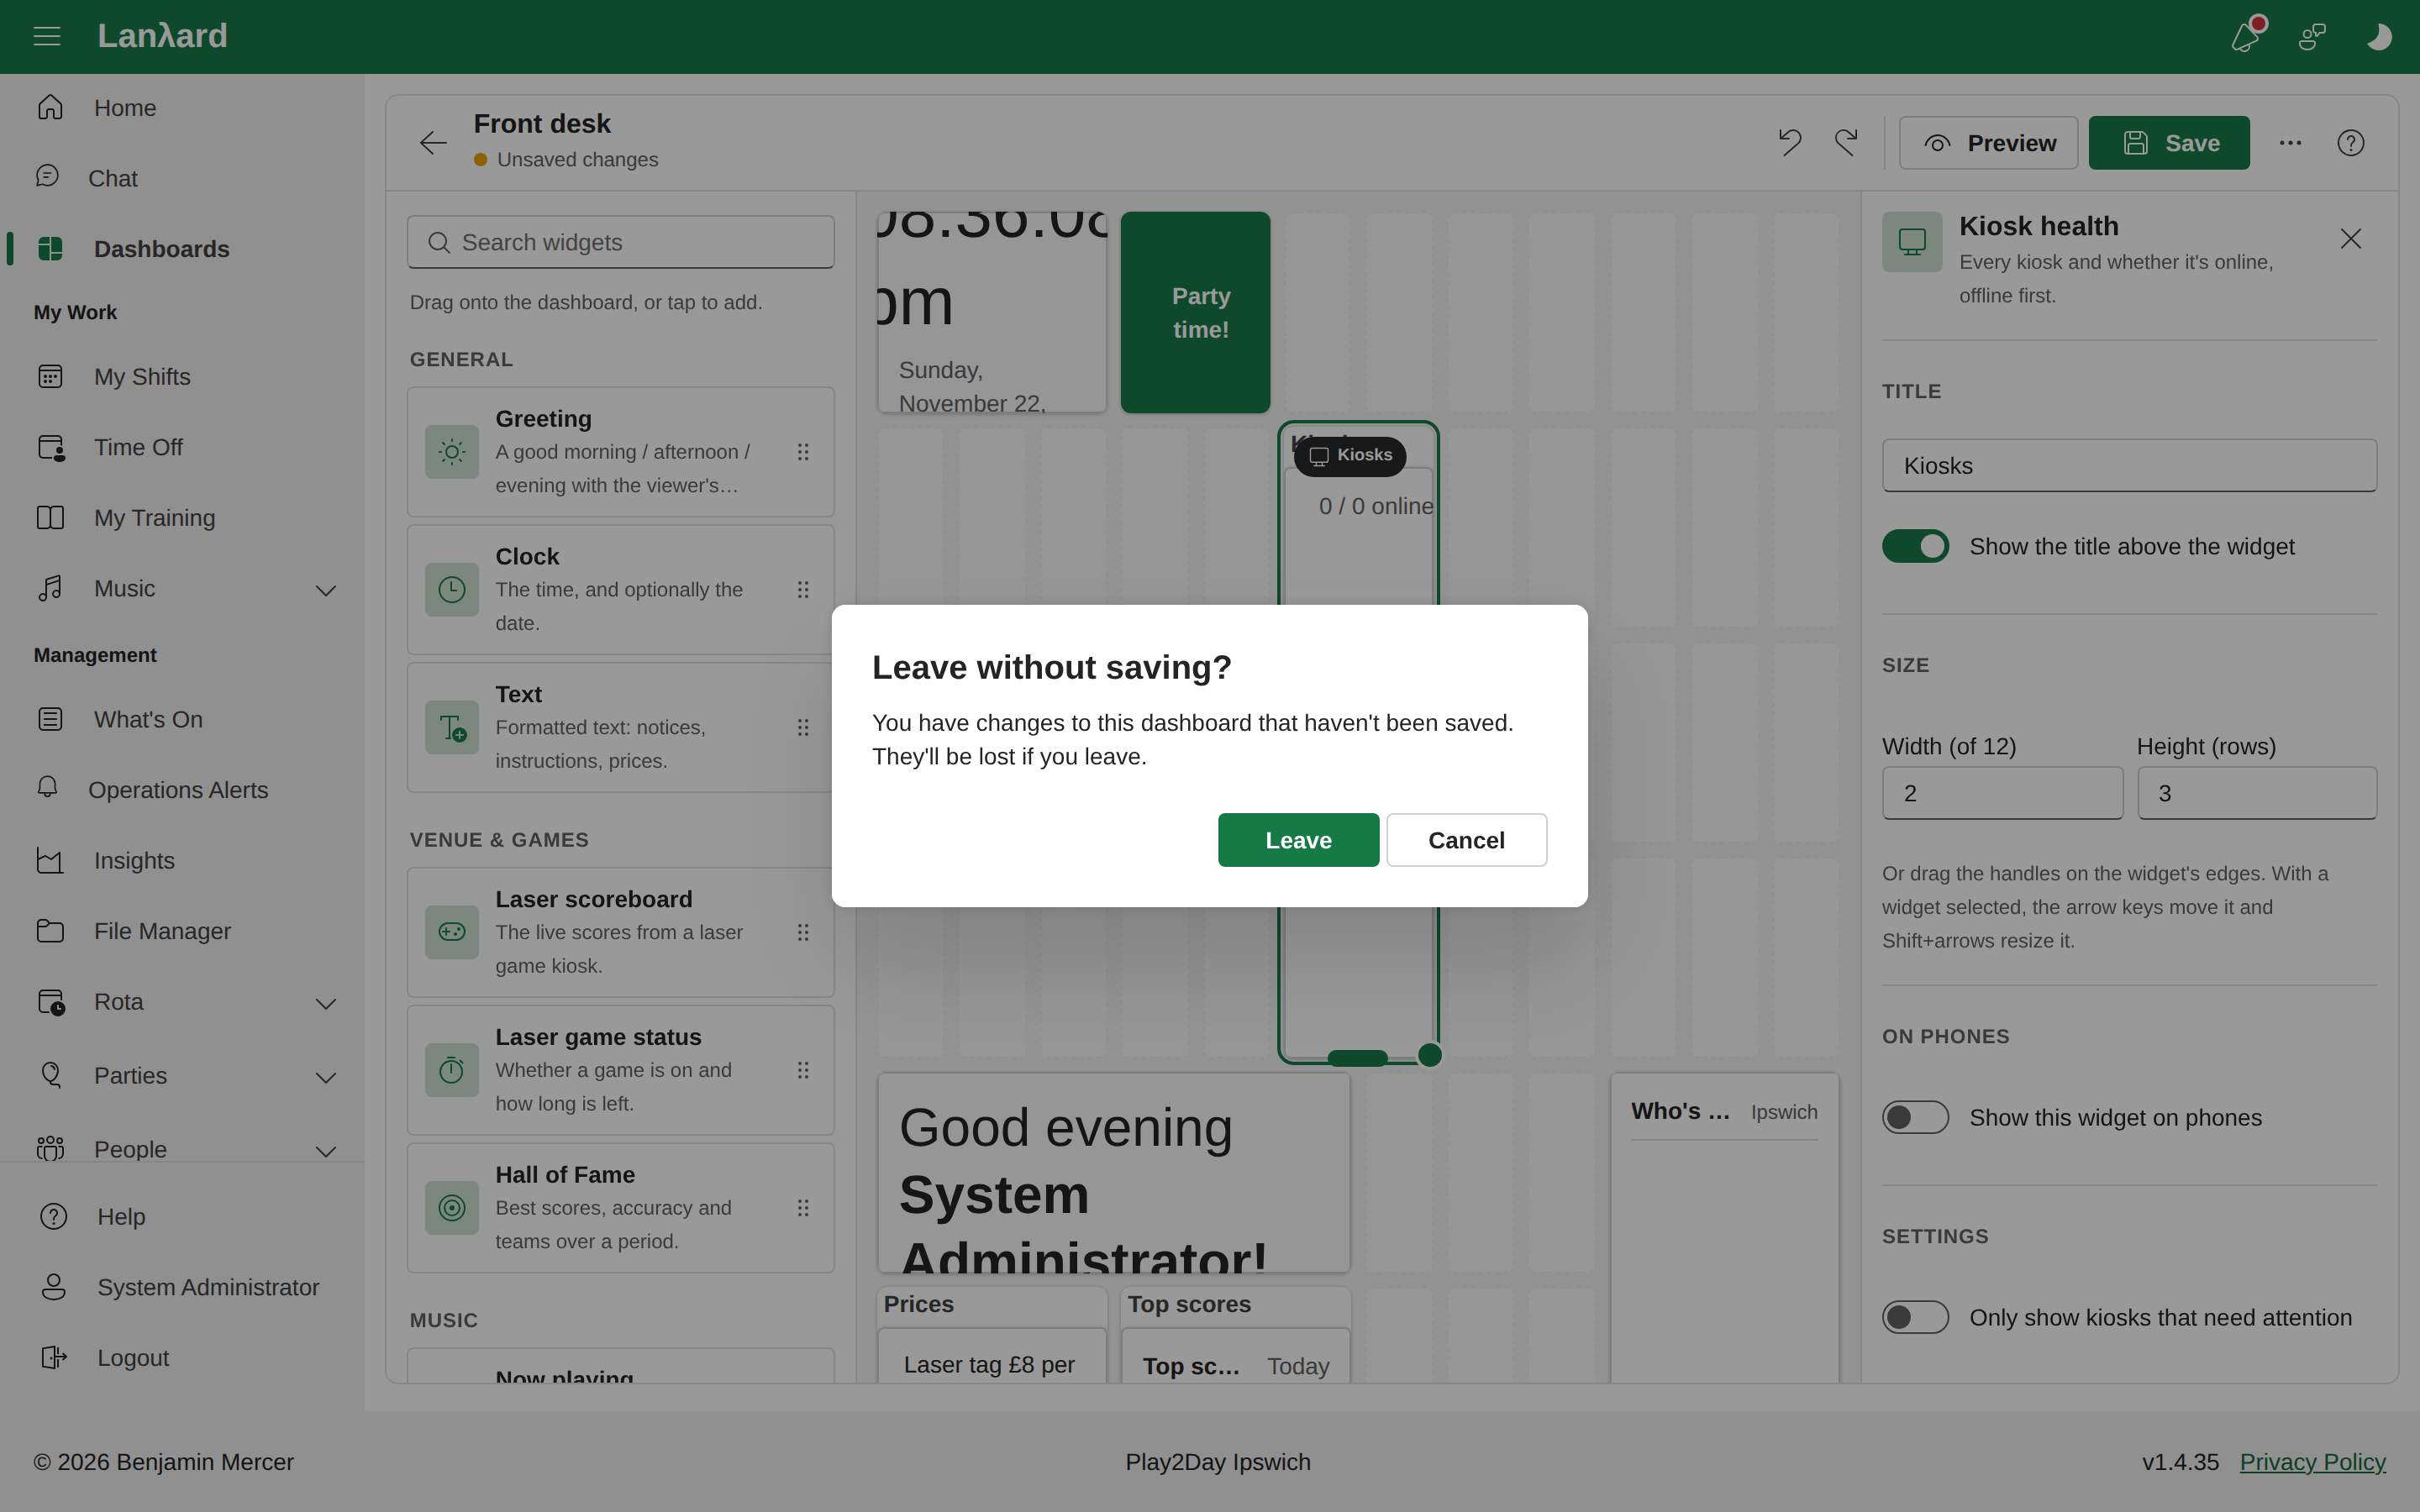 Lanλard
Home
Chat
Dashboards
My Work
My Shifts
Time Off
My Training
Music
Management
What's On
Operations Alerts
Insights
File Manager
Rota
Parties
People
Help
System Administrator
Logout
Front desk
Unsaved changes
Preview
Save
Search widgets
Drag onto the dashboard, or tap to add.
GENERAL
Greeting
A good morning / afternoon /
evening with the viewer's…
Clock
The time, and optionally the
date.
Text
Formatted text: notices,
instructions, prices.
VENUE & GAMES
Laser scoreboard
The live scores from a laser
game kiosk.
Laser game status
Whether a game is on and
how long is left.
Hall of Fame
Best scores, accuracy and
teams over a period.
MUSIC
Now playing
08:36:08
pm
Sunday,
November 22,
Party
time!
Kiosks
0 / 0 online
Leave without saving?
You have changes to this dashboard that haven't been saved.
They'll be lost if you leave.
Leave
Cancel
Good evening
System
Administrator!
Who's …
Ipswich
Prices
Laser tag £8 per
Top scores
Top sc…
Today
Kiosk health
Every kiosk and whether it's online,
offline first.
TITLE
Kiosks
Show the title above the widget
SIZE
Width (of 12)
Height (rows)
2
3
Or drag the handles on the widget's edges. With a
widget selected, the arrow keys move it and
Shift+arrows resize it.
ON PHONES
Show this widget on phones
SETTINGS
Only show kiosks that need attention
© 2026 Benjamin Mercer
Play2Day Ipswich
v1.4.35
Privacy Policy